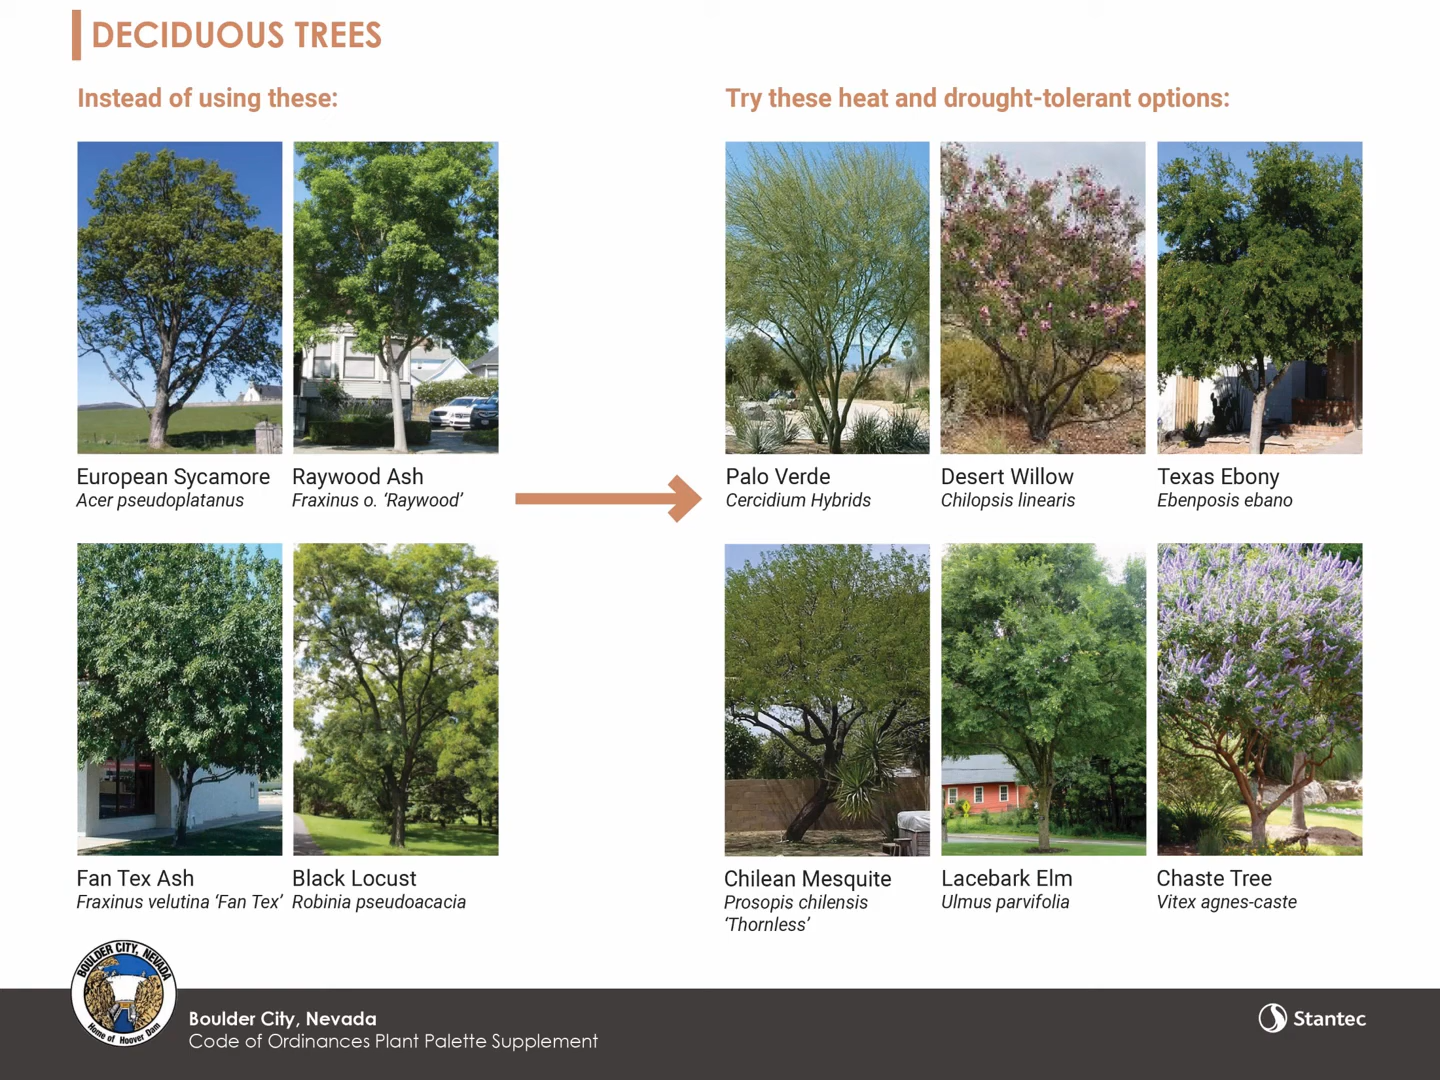 DECIDUOUS TREES
Instead of using these:
Try these heat and drought-tolerant options:
European Sycamore
Acer pseudoplatanus
Raywood Ash
Fraxinus o. ‘Raywood’
Palo Verde
Cercidium Hybrids
Desert Willow
Chilopsis linearis
Texas Ebony
Ebenposis ebano
Fan Tex Ash
Fraxinus velutina ‘Fan Tex’
Black Locust
Robinia pseudoacacia
Chilean Mesquite
Prosopis chilensis
‘Thornless’
Lacebark Elm
Ulmus parvifolia
Chaste Tree
Vitex agnes-caste
BOULDER CITY, NEVADA
Home of Hoover Dam
Boulder City, Nevada
Code of Ordinances Plant Palette Supplement
Stantec